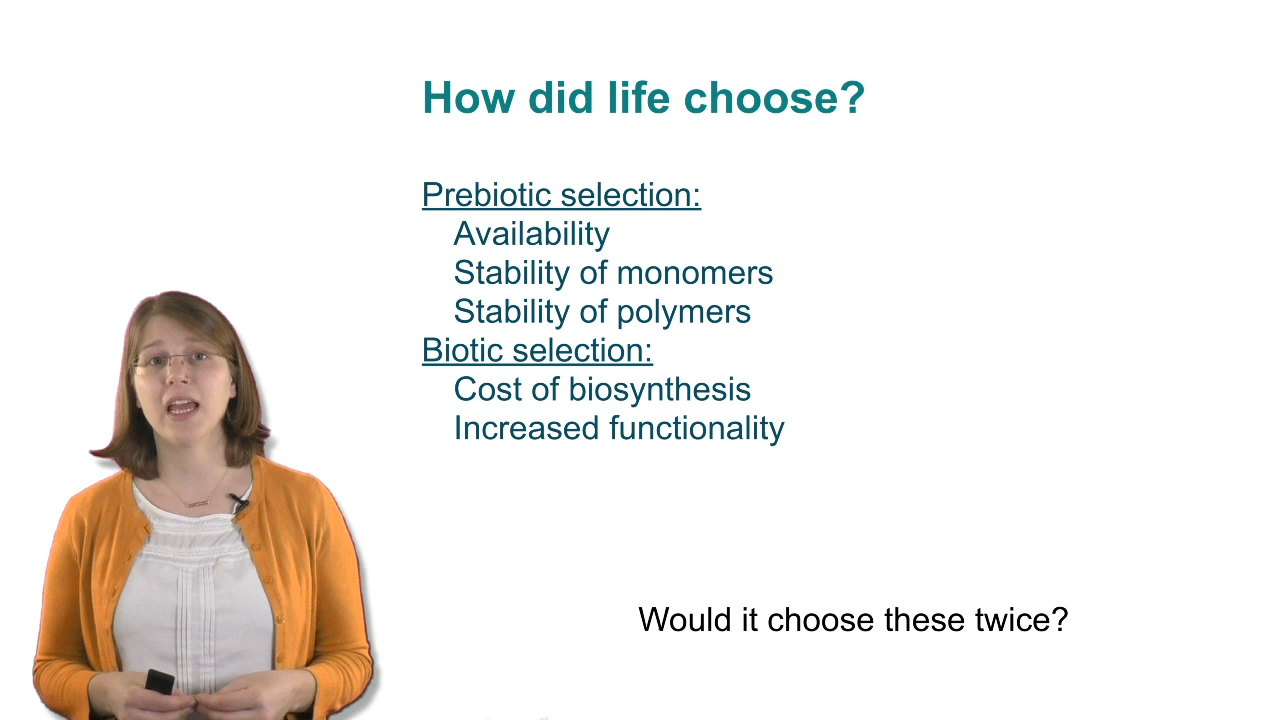 How did life choose?
Prebiotic selection:
Availability
Stability of monomers
Stability of polymers
Biotic selection:
Cost of biosynthesis
Increased functionality
Would it choose these twice?